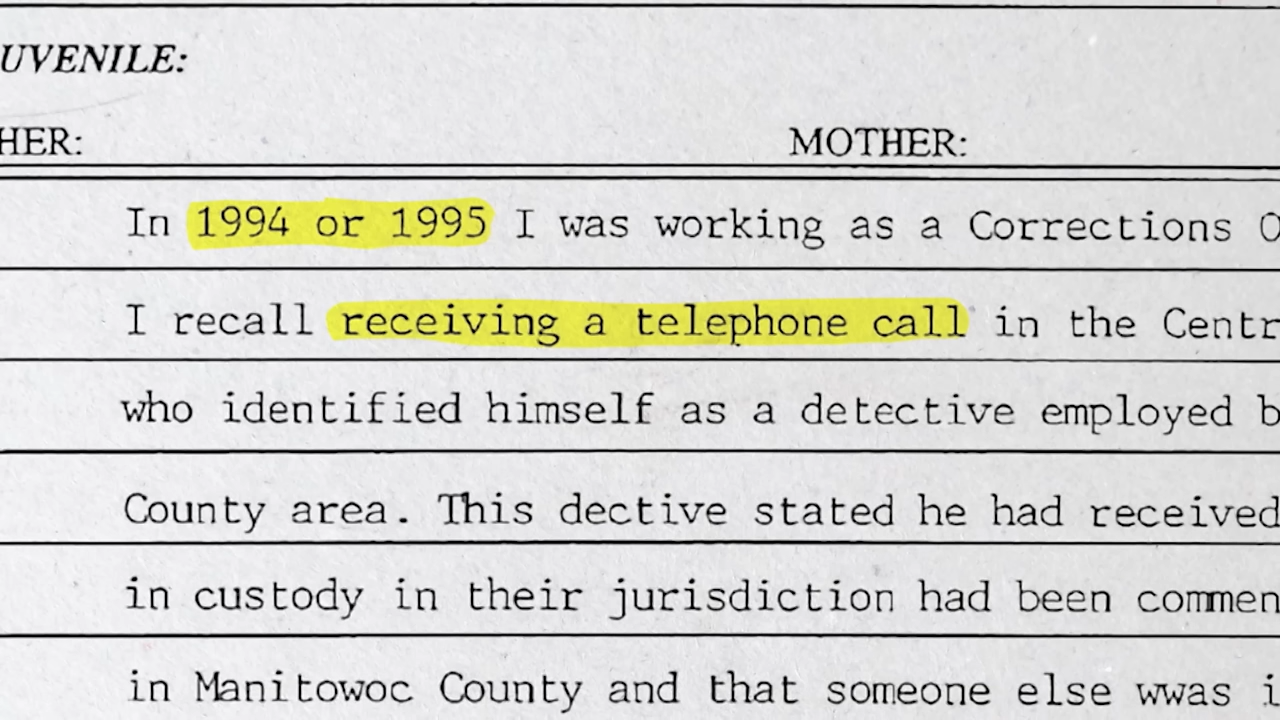 UVENILE:
HER: MOTHER:
In 1994 or 1995 I was working as a Corrections O
I recall receiving a telephone call in the Centr
who identified himself as a detective employed b
County area. This dective stated he had received
in custody in their jurisdiction had been commen
in Manitowoc County and that someone else wwas i